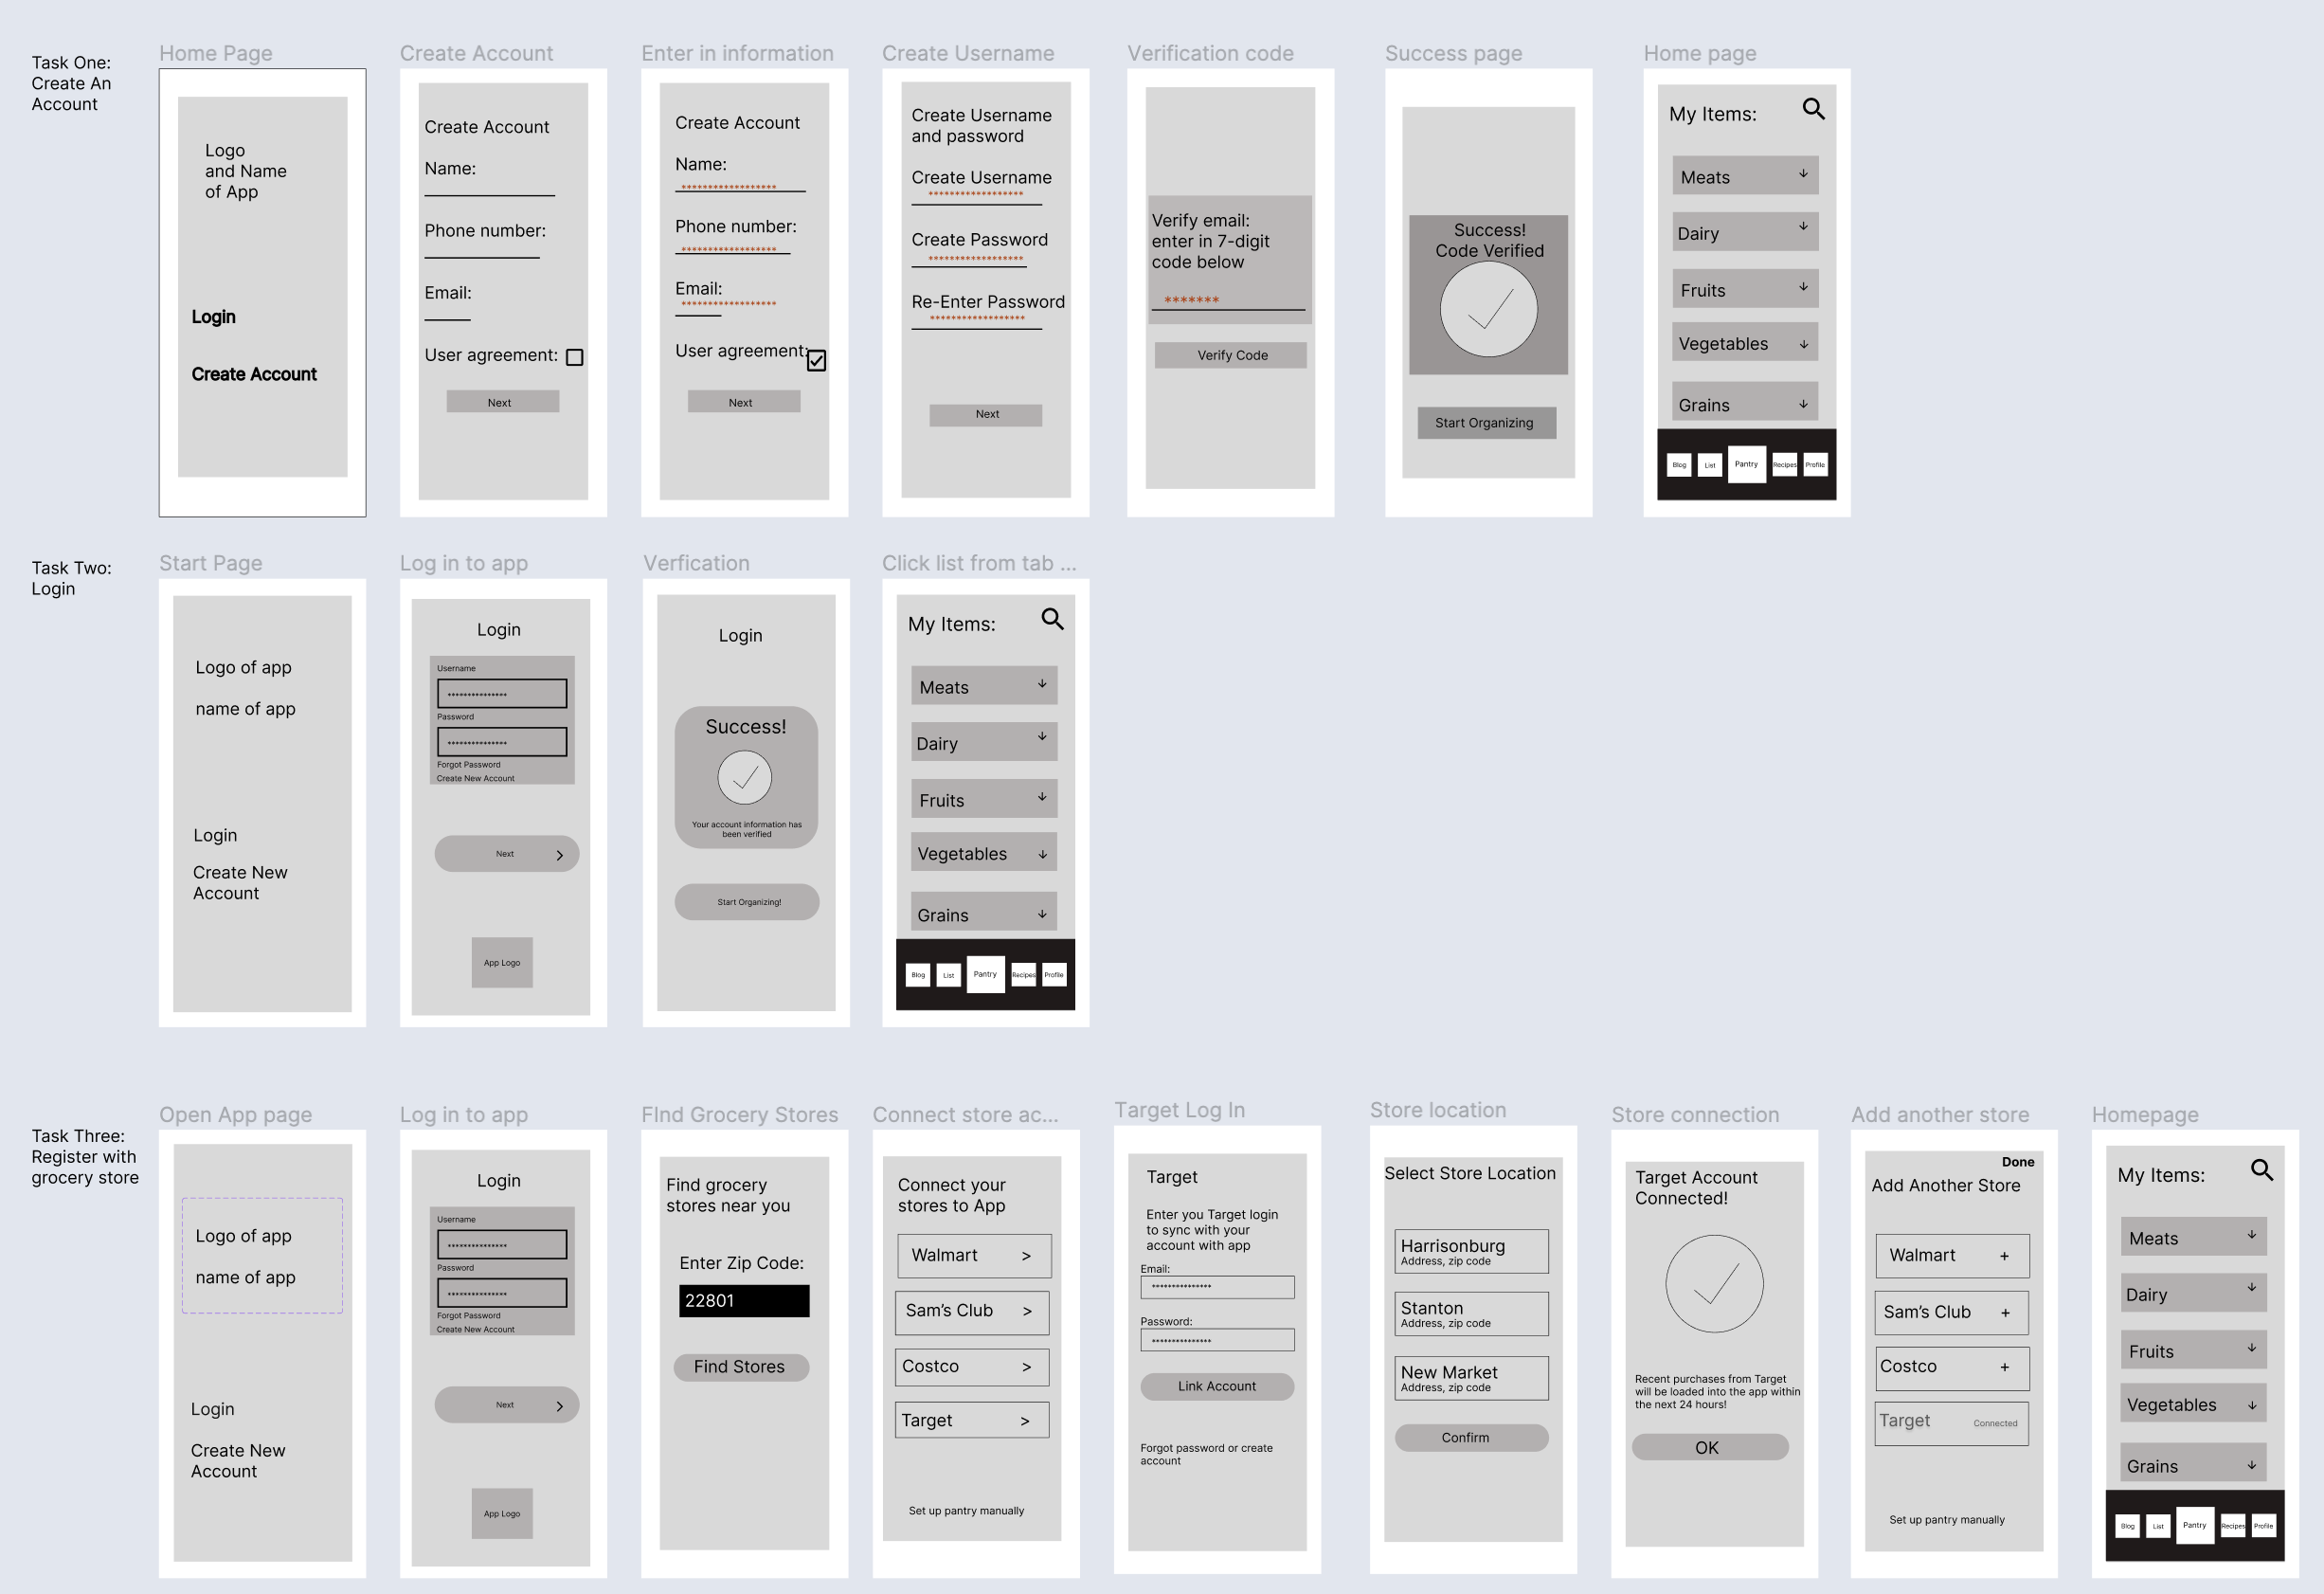 Task One:
Create An
Account
Home Page
Logo
and Name
of App
Login
Create Account
Create Account
Create Account
Name:
Phone number:
Email:
User agreement:
Next
Enter in information
Create Account
Name:
******************
Phone number:
******************
Email:
******************
User agreement:
Next
Create Username
Create Username
and password
Create Username
******************
Create Password
******************
Re-Enter Password
******************
Next
Verification code
Verify email:
enter in 7-digit
code below
*******
Verify Code
Success page
Success!
Code Verified
Start Organizing
Home page
My Items:
Meats
Dairy
Fruits
Vegetables
Grains
Blog List Pantry Recipes Profile
Task Two:
Login
Start Page
Logo of app
name of app
Login
Create New
Account
Log in to app
Login
Username
***************
Password
***************
Forgot Password
Create New Account
Next
App Logo
Verfication
Login
Success!
Your account information has
been verified
Start Organizing!
Click list from tab ...
My Items:
Meats
Dairy
Fruits
Vegetables
Grains
Blog List Pantry Recipes Profile
Task Three:
Register with
grocery store
Open App page
Logo of app
name of app
Login
Create New
Account
Log in to app
Login
Username
***************
Password
***************
Forgot Password
Create New Account
Next
App Logo
FInd Grocery Stores
Find grocery
stores near you
Enter Zip Code:
22801
Find Stores
Connect store ac...
Connect your
stores to App
Walmart >
Sam's Club >
Costco >
Target >
Set up pantry manually
Target Log In
Target
Enter you Target login
to sync with your
account with app
Email:
***************
Password:
***************
Link Account
Forgot password or create
account
Store location
Select Store Location
Harrisonburg
Address, zip code
Stanton
Address, zip code
New Market
Address, zip code
Confirm
Store connection
Target Account
Connected!
Recent purchases from Target
will be loaded into the app within
the next 24 hours!
OK
Add another store
Done
Add Another Store
Walmart +
Sam's Club +
Costco +
Target Connected
Set up pantry manually
Homepage
My Items:
Meats
Dairy
Fruits
Vegetables
Grains
Blog List Pantry Recipes Profile